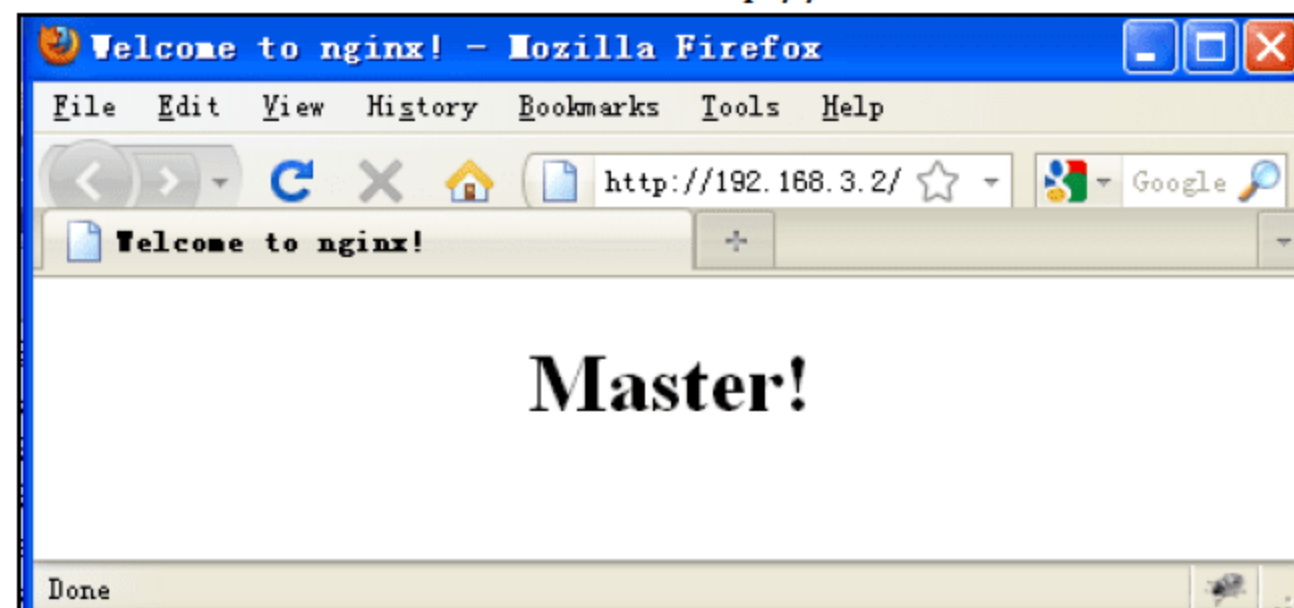 Welcome to nginx! - Mozilla Firefox
File Edit View History Bookmarks Tools Help
http://192.168.3.2/ Google
Welcome to nginx!
Master!
Done